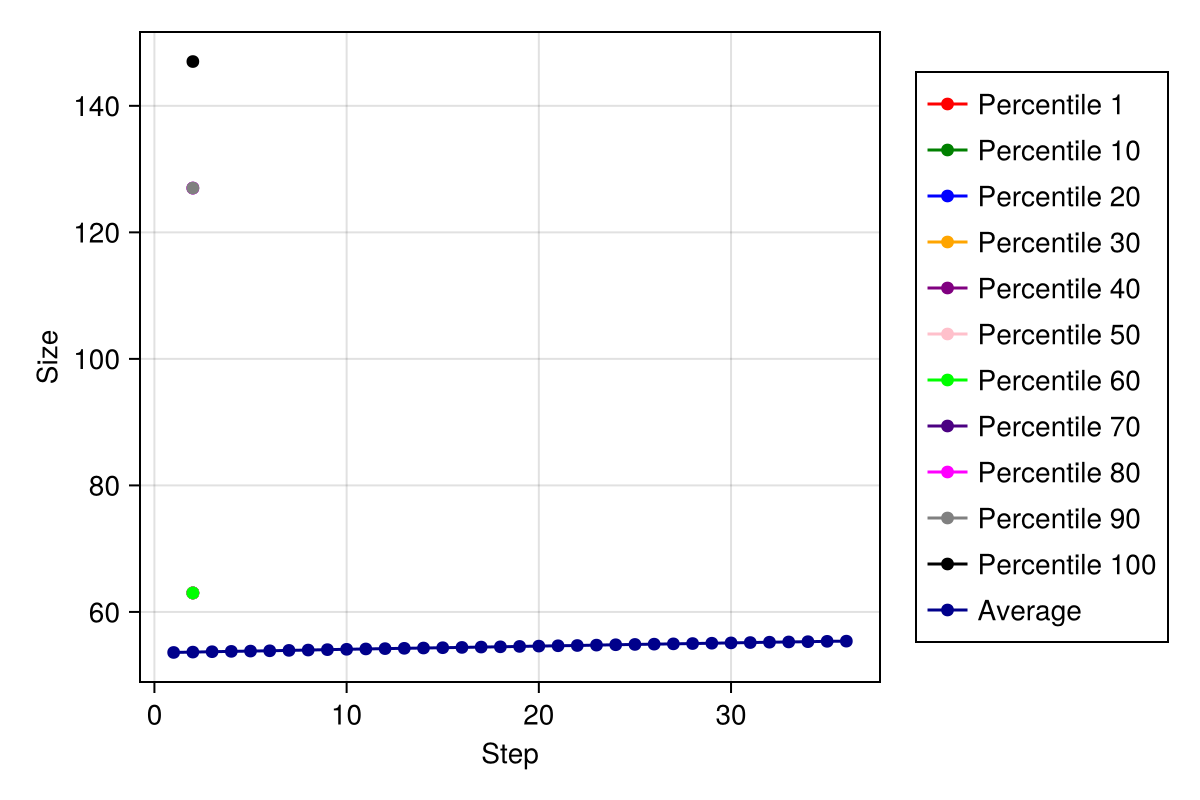 140
120
100
80
60
Size
0 10 20 30
Step
Percentile 1
Percentile 10
Percentile 20
Percentile 30
Percentile 40
Percentile 50
Percentile 60
Percentile 70
Percentile 80
Percentile 90
Percentile 100
Average